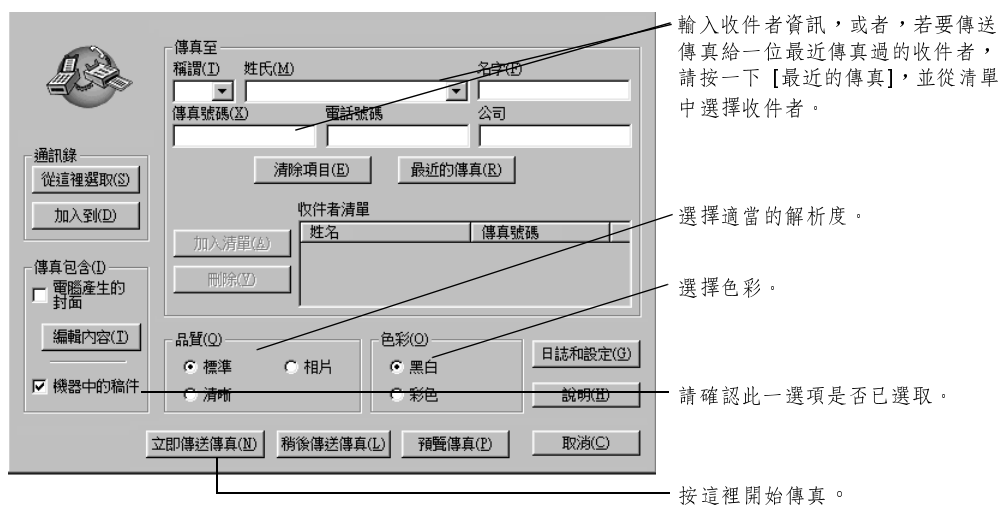 傳真至
稱謂(T) 姓氏(M) 名字(F)
傳真號碼(X) 電話號碼 公司
清除項目(E) 最近的傳真(R)
通訊錄
從這裡選取(S)
加入到(D)
收件者清單
姓名 傳真號碼
加入清單(A)
刪除(Y)
傳真包含(I)
電腦產生的
封面
編輯內容(T)
機器中的稿件
品質(Q)
標準 相片
清晰
色彩(O)
黑白
彩色
日誌和設定(G)
說明(H)
立即傳送傳真(N) 稍後傳送傳真(L) 預覽傳真(P) 取消(C)
輸入收件者資訊，或者，若要傳送
傳真給一位最近傳真過的收件者，
請按一下 [最近的傳真]，並從清單
中選擇收件者。
選擇適當的解析度。
選擇色彩。
請確認此一選項是否已選取。
按這裡開始傳真。